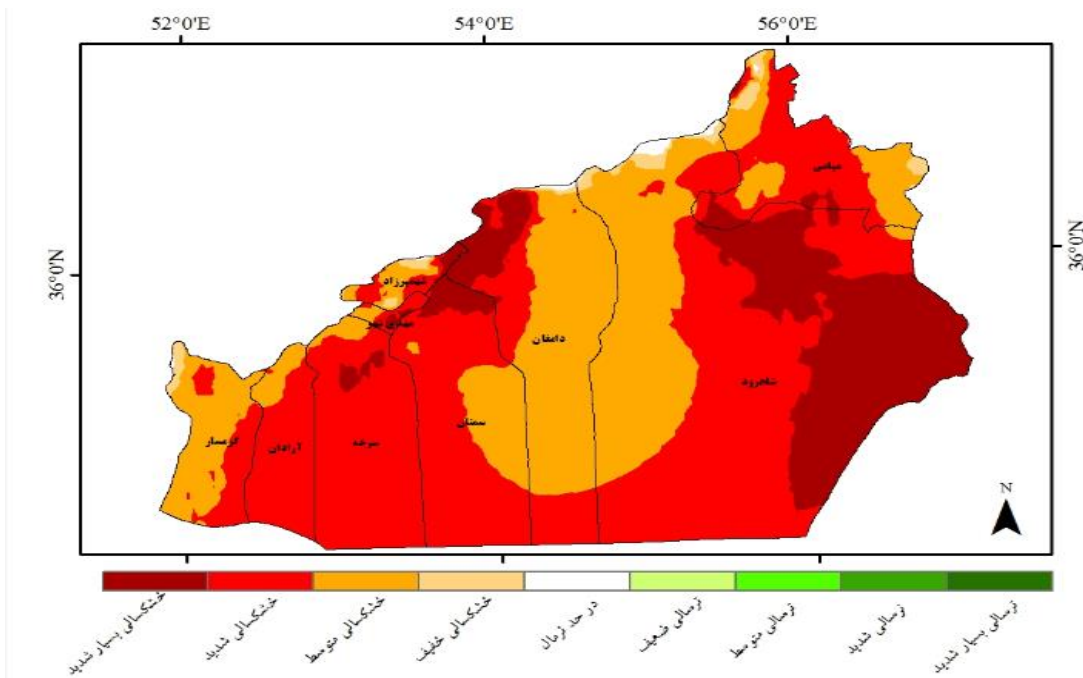 52°0'E 54°0'E 56°0'E
36°0'N
36°0'N
میامی
شهمیرزاد
مهدی شهر
دامغان
شاهرود
سمنان
گرمسار
آرادان
سرخه
N
خشکسالی بسیار شدید
خشکسالی شدید
خشکسالی متوسط
خشکسالی خفیف
در حد نرمال
ترسالی ضعیف
ترسالی متوسط
ترسالی شدید
ترسالی بسیار شدید